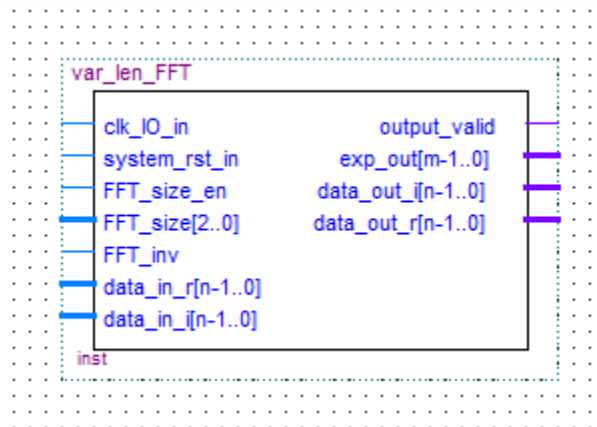 var_len_FFT
clk_IO_in
system_rst_in
FFT_size_en
FFT_size[2..0]
FFT_inv
data_in_r[n-1..0]
data_in_i[n-1..0]
output_valid
exp_out[m-1..0]
data_out_i[n-1..0]
data_out_r[n-1..0]
inst